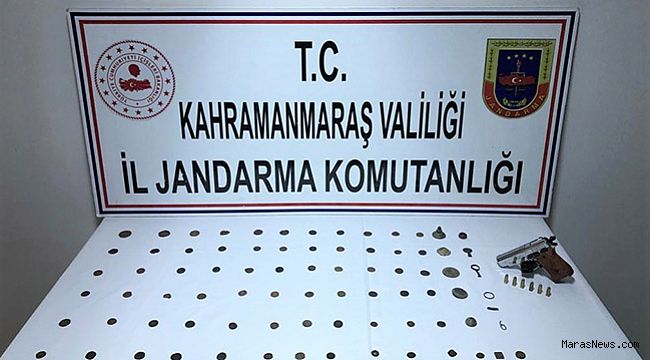 T.C.
KAHRAMANMARAŞ VALİLİĞİ
İL JANDARMA KOMUTANLIĞI
JANDARMA
MarasNews.com